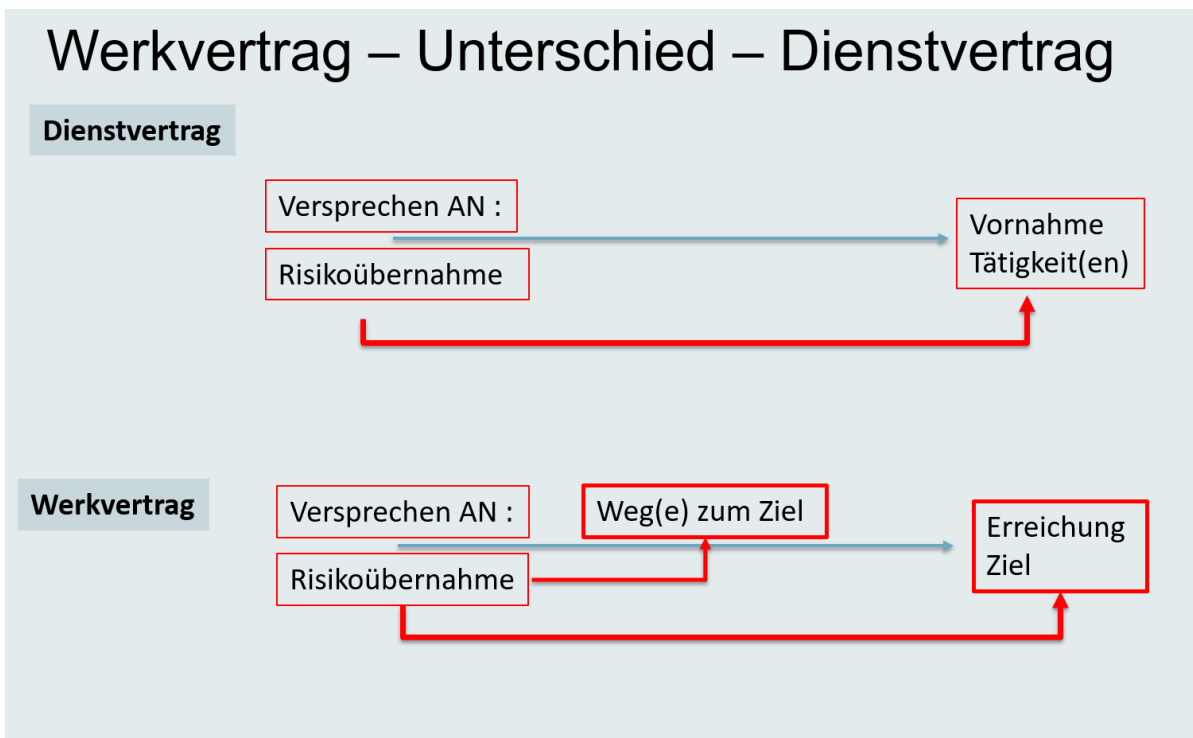 Werkvertrag – Unterschied – Dienstvertrag
Dienstvertrag
Versprechen AN :
Risikoübernahme
Vornahme
Tätigkeit(en)
Werkvertrag
Versprechen AN :
Weg(e) zum Ziel
Risikoübernahme
Erreichung
Ziel